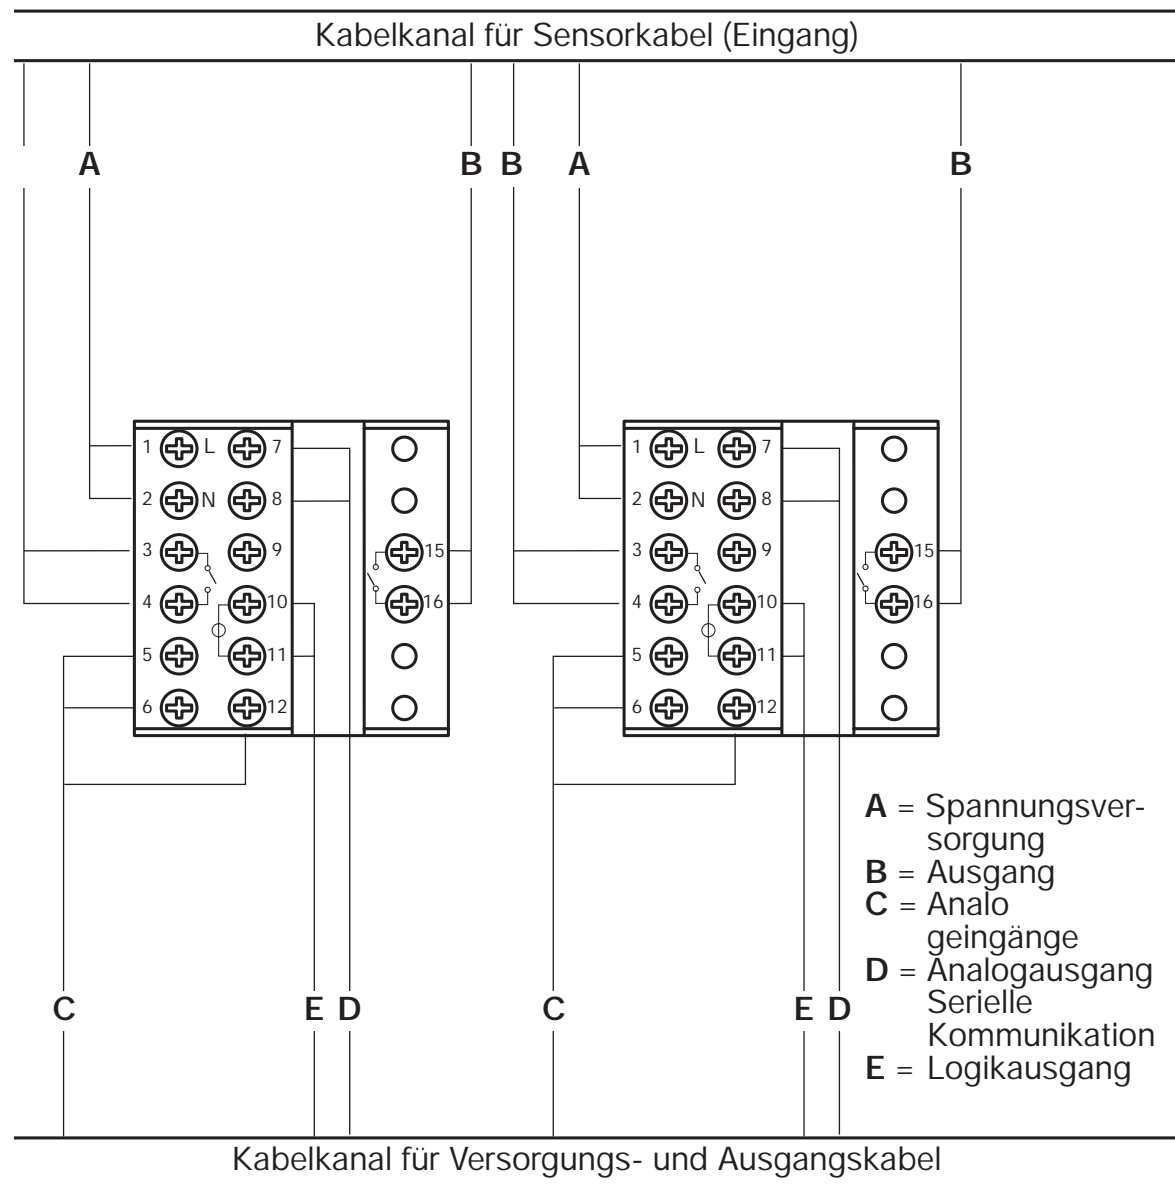 Kabelkanal für Sensorkabel (Eingang)
A B B A B
1 L 7 1 L 7
2 N 8 2 N 8
3 9 15 3 9 15
4 10 16 4 10 16
5 11 5 11
6 12 6 12
A = Spannungsver-
sorgung
B = Ausgang
C = Analo
geingänge
D = Analogausgang
Serielle
Kommunikation
E = Logikausgang
C E D C E D
Kabelkanal für Versorgungs- und Ausgangskabel